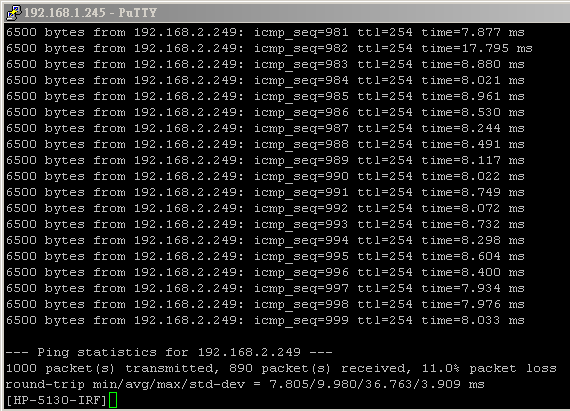 192.168.1.245 - PuTTY
6500 bytes from 192.168.2.249: icmp_seq=981 ttl=254 time=7.877 ms
6500 bytes from 192.168.2.249: icmp_seq=982 ttl=254 time=17.795 ms
6500 bytes from 192.168.2.249: icmp_seq=983 ttl=254 time=8.880 ms
6500 bytes from 192.168.2.249: icmp_seq=984 ttl=254 time=8.021 ms
6500 bytes from 192.168.2.249: icmp_seq=985 ttl=254 time=8.961 ms
6500 bytes from 192.168.2.249: icmp_seq=986 ttl=254 time=8.530 ms
6500 bytes from 192.168.2.249: icmp_seq=987 ttl=254 time=8.244 ms
6500 bytes from 192.168.2.249: icmp_seq=988 ttl=254 time=8.491 ms
6500 bytes from 192.168.2.249: icmp_seq=989 ttl=254 time=8.117 ms
6500 bytes from 192.168.2.249: icmp_seq=990 ttl=254 time=8.022 ms
6500 bytes from 192.168.2.249: icmp_seq=991 ttl=254 time=8.749 ms
6500 bytes from 192.168.2.249: icmp_seq=992 ttl=254 time=8.072 ms
6500 bytes from 192.168.2.249: icmp_seq=993 ttl=254 time=8.732 ms
6500 bytes from 192.168.2.249: icmp_seq=994 ttl=254 time=8.298 ms
6500 bytes from 192.168.2.249: icmp_seq=995 ttl=254 time=8.604 ms
6500 bytes from 192.168.2.249: icmp_seq=996 ttl=254 time=8.400 ms
6500 bytes from 192.168.2.249: icmp_seq=997 ttl=254 time=7.934 ms
6500 bytes from 192.168.2.249: icmp_seq=998 ttl=254 time=7.976 ms
6500 bytes from 192.168.2.249: icmp_seq=999 ttl=254 time=8.033 ms
--- Ping statistics for 192.168.2.249 ---
1000 packet(s) transmitted, 890 packet(s) received, 11.0% packet loss
round-trip min/avg/max/std-dev = 7.805/9.980/36.763/3.909 ms
[HP-5130-IRF]